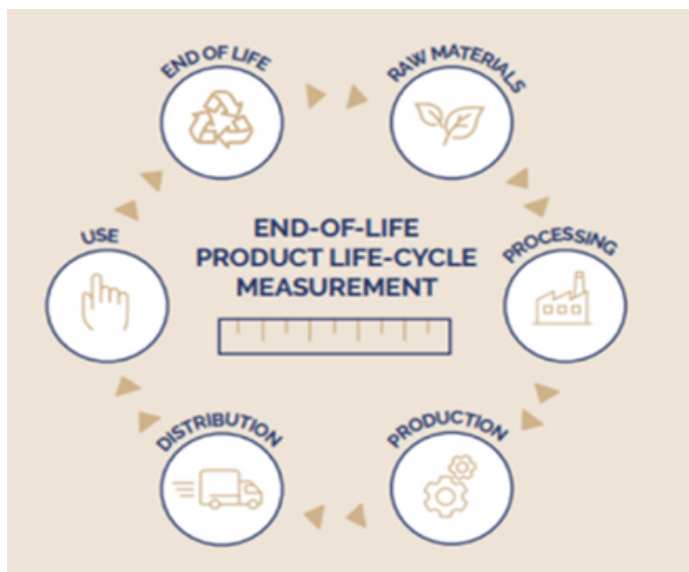 END OF LIFE
RAW MATERIALS
USE
END-OF-LIFE
PRODUCT LIFE-CYCLE
MEASUREMENT
PROCESSING
DISTRIBUTION
PRODUCTION